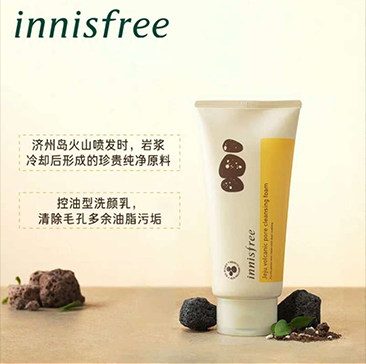 innisfree
济州岛火山喷发时，岩浆
冷却后形成的珍贵纯净原料
控油型洗颜乳，
清除毛孔多余油脂污垢
innisfree
Jeju volcanic pore cleansing foam